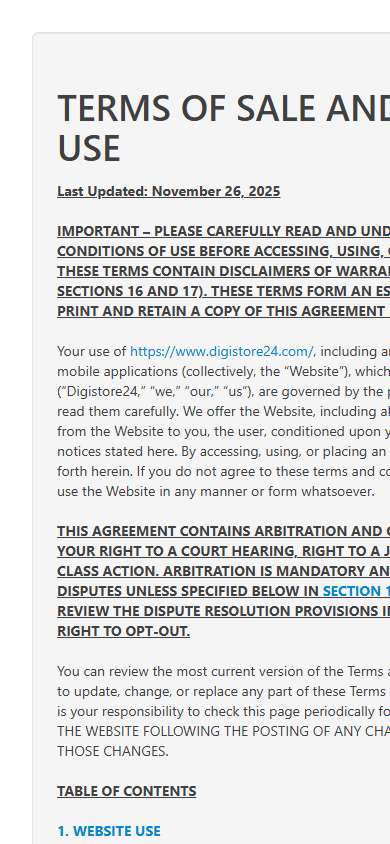 TERMS OF SALE AND
USE
Last Updated: November 26, 2025
IMPORTANT – PLEASE CAREFULLY READ AND UND
CONDITIONS OF USE BEFORE ACCESSING, USING,
THESE TERMS CONTAIN DISCLAIMERS OF WARRA
SECTIONS 16 AND 17). THESE TERMS FORM AN ES
PRINT AND RETAIN A COPY OF THIS AGREEMENT
Your use of https://www.digistore24.com/, including a
mobile applications (collectively, the “Website”), which
(“Digistore24,” “we,” “our,” “us”), are governed by the p
read them carefully. We offer the Website, including al
from the Website to you, the user, conditioned upon y
notices stated here. By accessing, using, or placing an
forth herein. If you do not agree to these terms and co
use the Website in any manner or form whatsoever.
THIS AGREEMENT CONTAINS ARBITRATION AND C
YOUR RIGHT TO A COURT HEARING, RIGHT TO A J
CLASS ACTION. ARBITRATION IS MANDATORY AN
DISPUTES UNLESS SPECIFIED BELOW IN SECTION 1
REVIEW THE DISPUTE RESOLUTION PROVISIONS I
RIGHT TO OPT-OUT.
You can review the most current version of the Terms a
to update, change, or replace any part of these Terms
is your responsibility to check this page periodically fo
THE WEBSITE FOLLOWING THE POSTING OF ANY CHA
THOSE CHANGES.
TABLE OF CONTENTS
1. WEBSITE USE